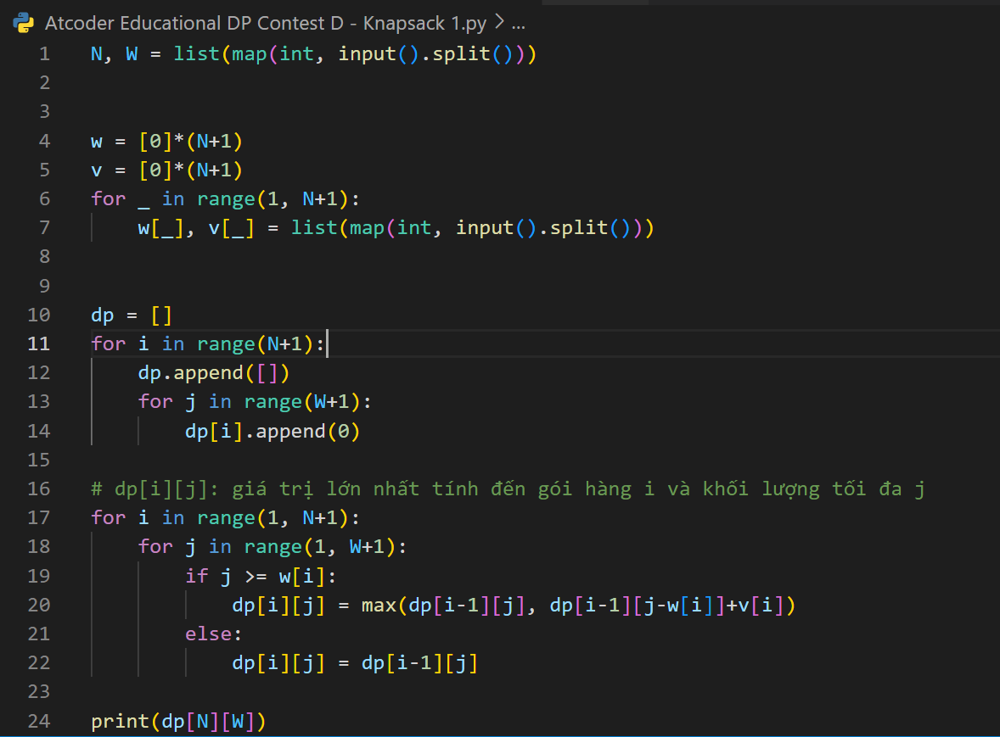 Atcoder Educational DP Contest D - Knapsack 1.py > ...
1 N, W = list(map(int, input().split()))
2
3
4 w = [0]*(N+1)
5 v = [0]*(N+1)
6 for _ in range(1, N+1):
7     w[_], v[_] = list(map(int, input().split()))
8
9
10 dp = []
11 for i in range(N+1):
12     dp.append([])
13     for j in range(W+1):
14         dp[i].append(0)
15
16 # dp[i][j]: giá trị lớn nhất tính đến gói hàng i và khối lượng tối đa j
17 for i in range(1, N+1):
18     for j in range(1, W+1):
19         if j >= w[i]:
20             dp[i][j] = max(dp[i-1][j], dp[i-1][j-w[i]]+v[i])
21         else:
22             dp[i][j] = dp[i-1][j]
23
24 print(dp[N][W])